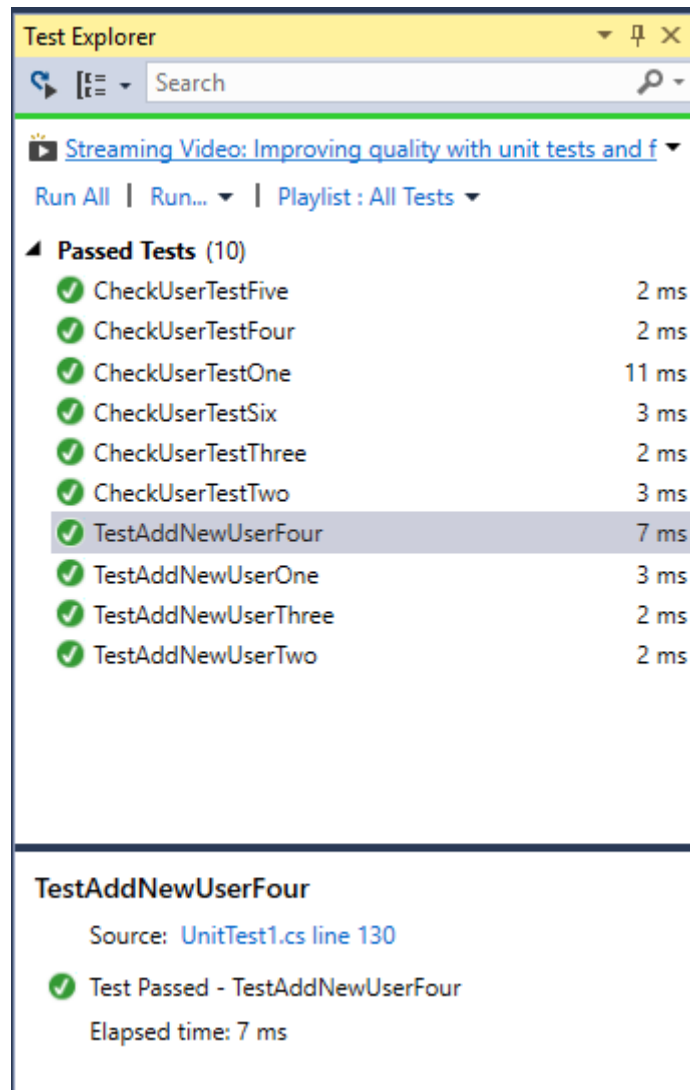 Test Explorer
Search
Streaming Video: Improving quality with unit tests and f
Run All | Run... | Playlist : All Tests
Passed Tests (10)
CheckUserTestFive 2 ms
CheckUserTestFour 2 ms
CheckUserTestOne 11 ms
CheckUserTestSix 3 ms
CheckUserTestThree 2 ms
CheckUserTestTwo 3 ms
TestAddNewUserFour 7 ms
TestAddNewUserOne 3 ms
TestAddNewUserThree 2 ms
TestAddNewUserTwo 2 ms
TestAddNewUserFour
Source: UnitTest1.cs line 130
Test Passed - TestAddNewUserFour
Elapsed time: 7 ms